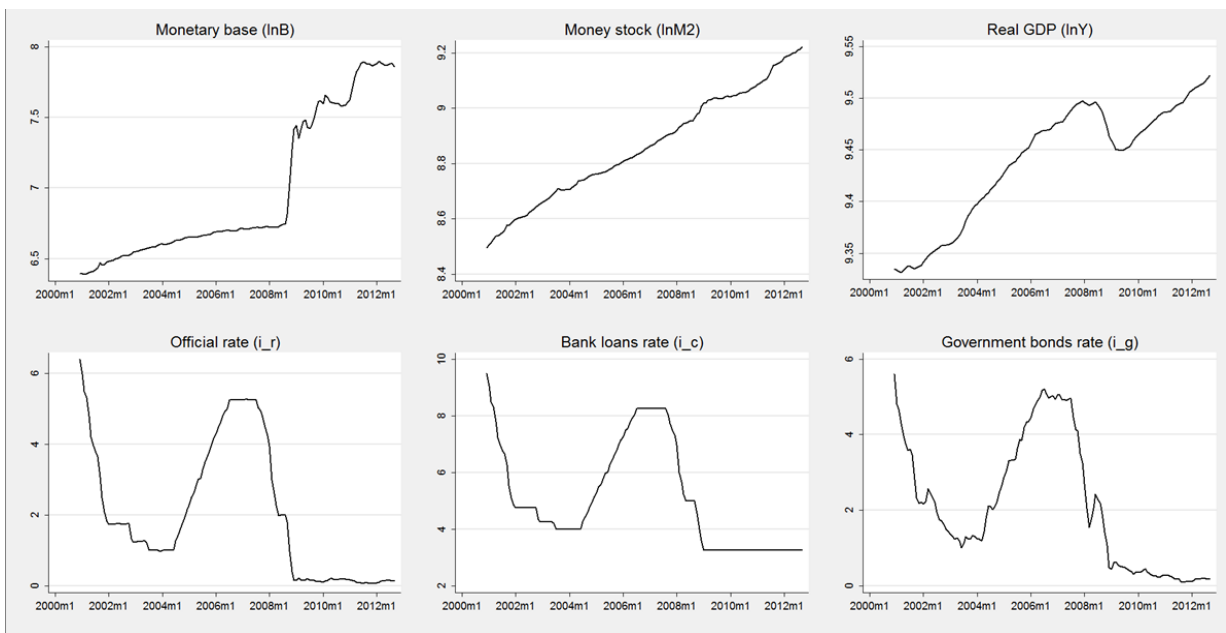 Monetary base (lnB)
8
7.5
7
6.5
2000m1 2002m1 2004m1 2006m1 2008m1 2010m1 2012m1
Money stock (lnM2)
9.2
9
8.8
8.6
8.4
2000m1 2002m1 2004m1 2006m1 2008m1 2010m1 2012m1
Real GDP (lnY)
9.55
9.5
9.45
9.4
9.35
2000m1 2002m1 2004m1 2006m1 2008m1 2010m1 2012m1
Official rate (i_r)
6
4
2
0
2000m1 2002m1 2004m1 2006m1 2008m1 2010m1 2012m1
Bank loans rate (i_c)
10
8
6
4
2
2000m1 2002m1 2004m1 2006m1 2008m1 2010m1 2012m1
Government bonds rate (i_g)
6
4
2
0
2000m1 2002m1 2004m1 2006m1 2008m1 2010m1 2012m1